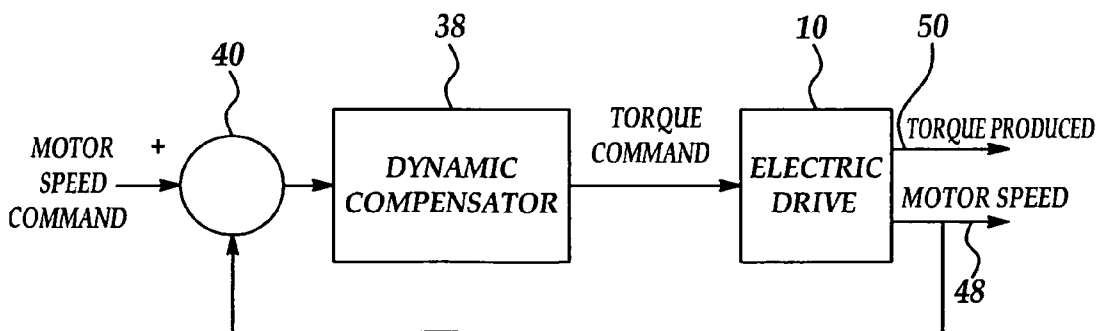 40
38
10
50
MOTOR
SPEED
COMMAND
+
DYNAMIC
COMPENSATOR
TORQUE
COMMAND
ELECTRIC
DRIVE
TORQUE PRODUCED
MOTOR SPEED
48